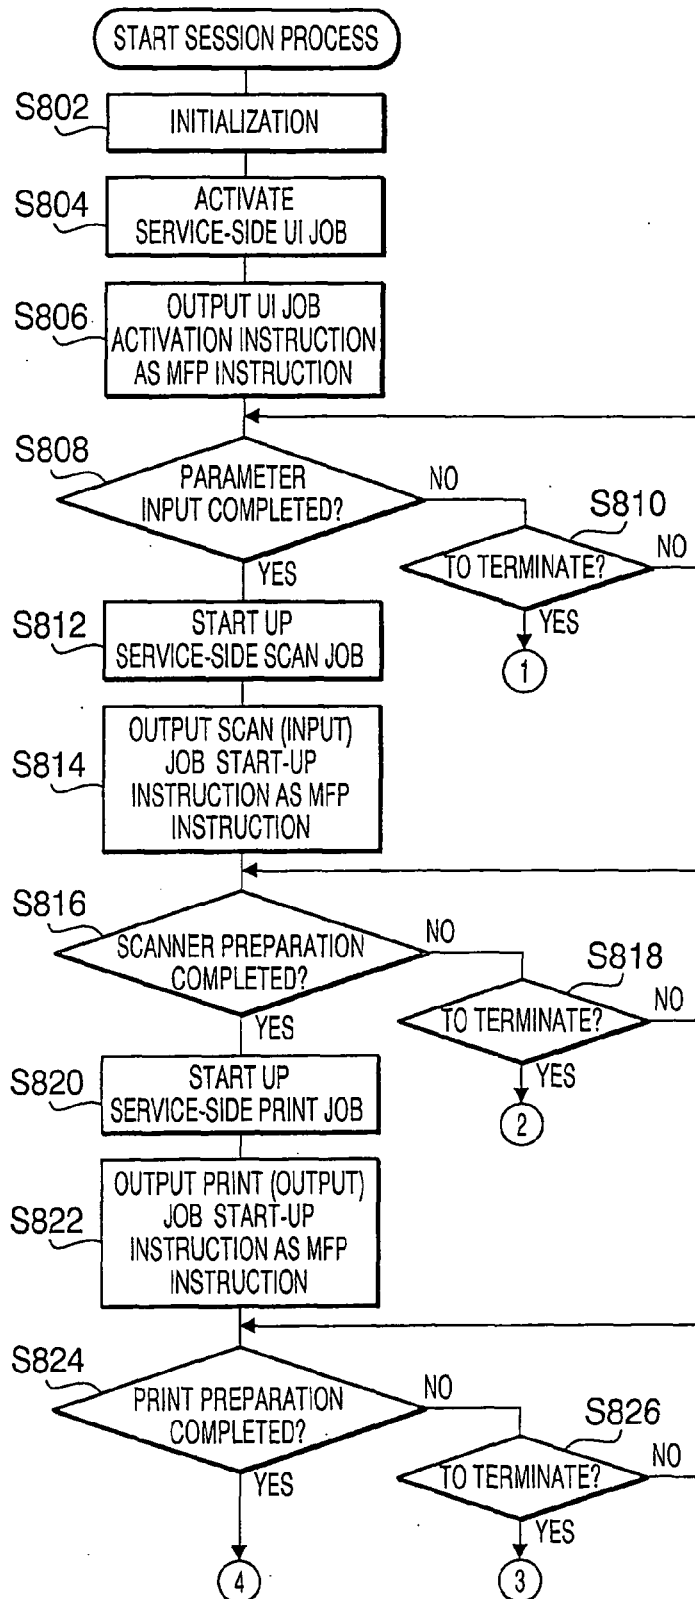 START SESSION PROCESS
S802
INITIALIZATION
S804
ACTIVATE
SERVICE-SIDE UI JOB
S806
OUTPUT UI JOB
ACTIVATION INSTRUCTION
AS MFP INSTRUCTION
S808
PARAMETER
INPUT COMPLETED?
NO
YES
S810
TO TERMINATE?
NO
YES
1
S812
START UP
SERVICE-SIDE SCAN JOB
S814
OUTPUT SCAN (INPUT)
JOB START-UP
INSTRUCTION AS MFP
INSTRUCTION
S816
SCANNER PREPARATION
COMPLETED?
NO
YES
S818
TO TERMINATE?
NO
YES
2
S820
START UP
SERVICE-SIDE PRINT JOB
S822
OUTPUT PRINT (OUTPUT)
JOB START-UP
INSTRUCTION AS MFP
INSTRUCTION
S824
PRINT PREPARATION
COMPLETED?
NO
YES
S826
TO TERMINATE?
NO
YES
4
3